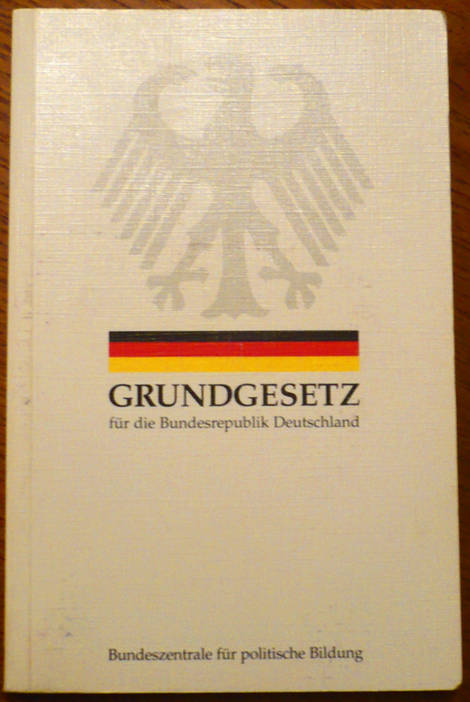 GRUNDGESETZ
für die Bundesrepublik Deutschland
Bundeszentrale für politische Bildung